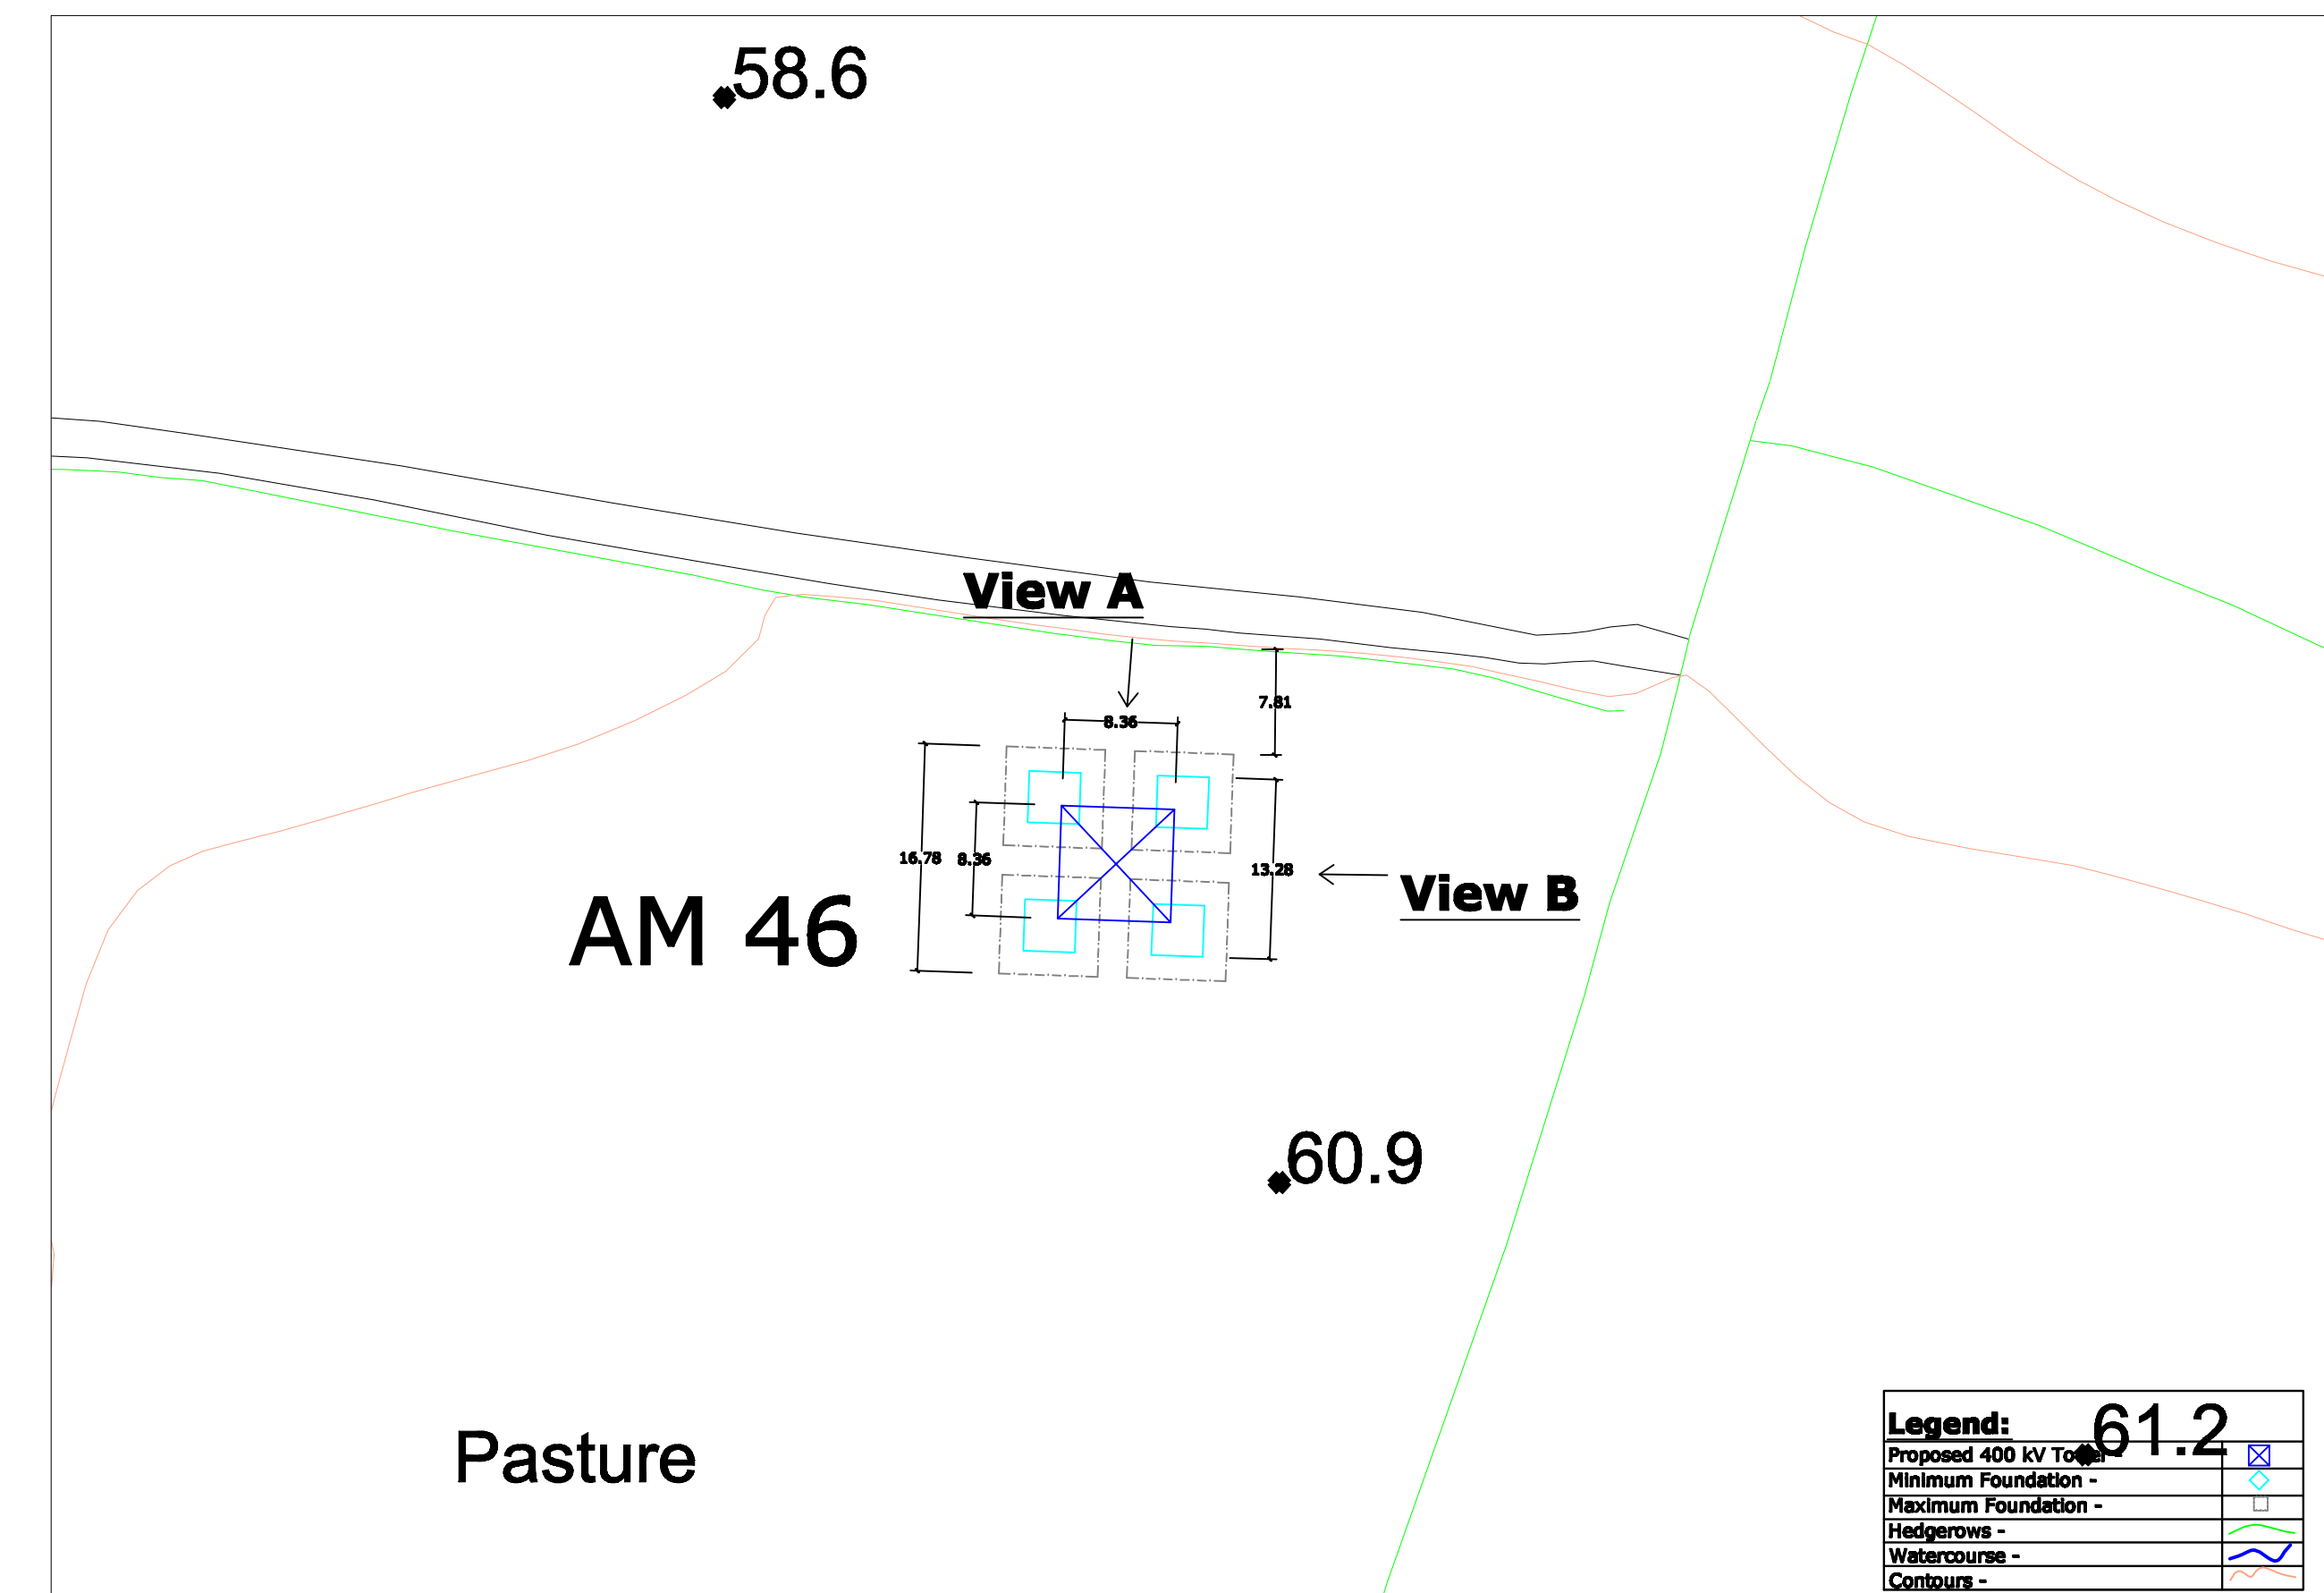 58.6
View A
7.81
8.36
16.78
8.36
13.28
View B
AM 46
60.9
Pasture
61.2
Legend:
Proposed 400 kV Tower
Minimum Foundation -
Maximum Foundation -
Hedgerows -
Watercourse -
Contours -